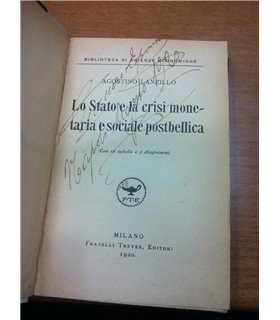 BIBLIOTECA DI SCIENZE ECONOMICHE
AGOSTINO LANZILLO
Lo Stato e la crisi mone-
taria e sociale postbellica
Con 18 tabelle e 2 diagrammi.
FTE
MILANO
FRATELLI TREVES, EDITORI
1920.